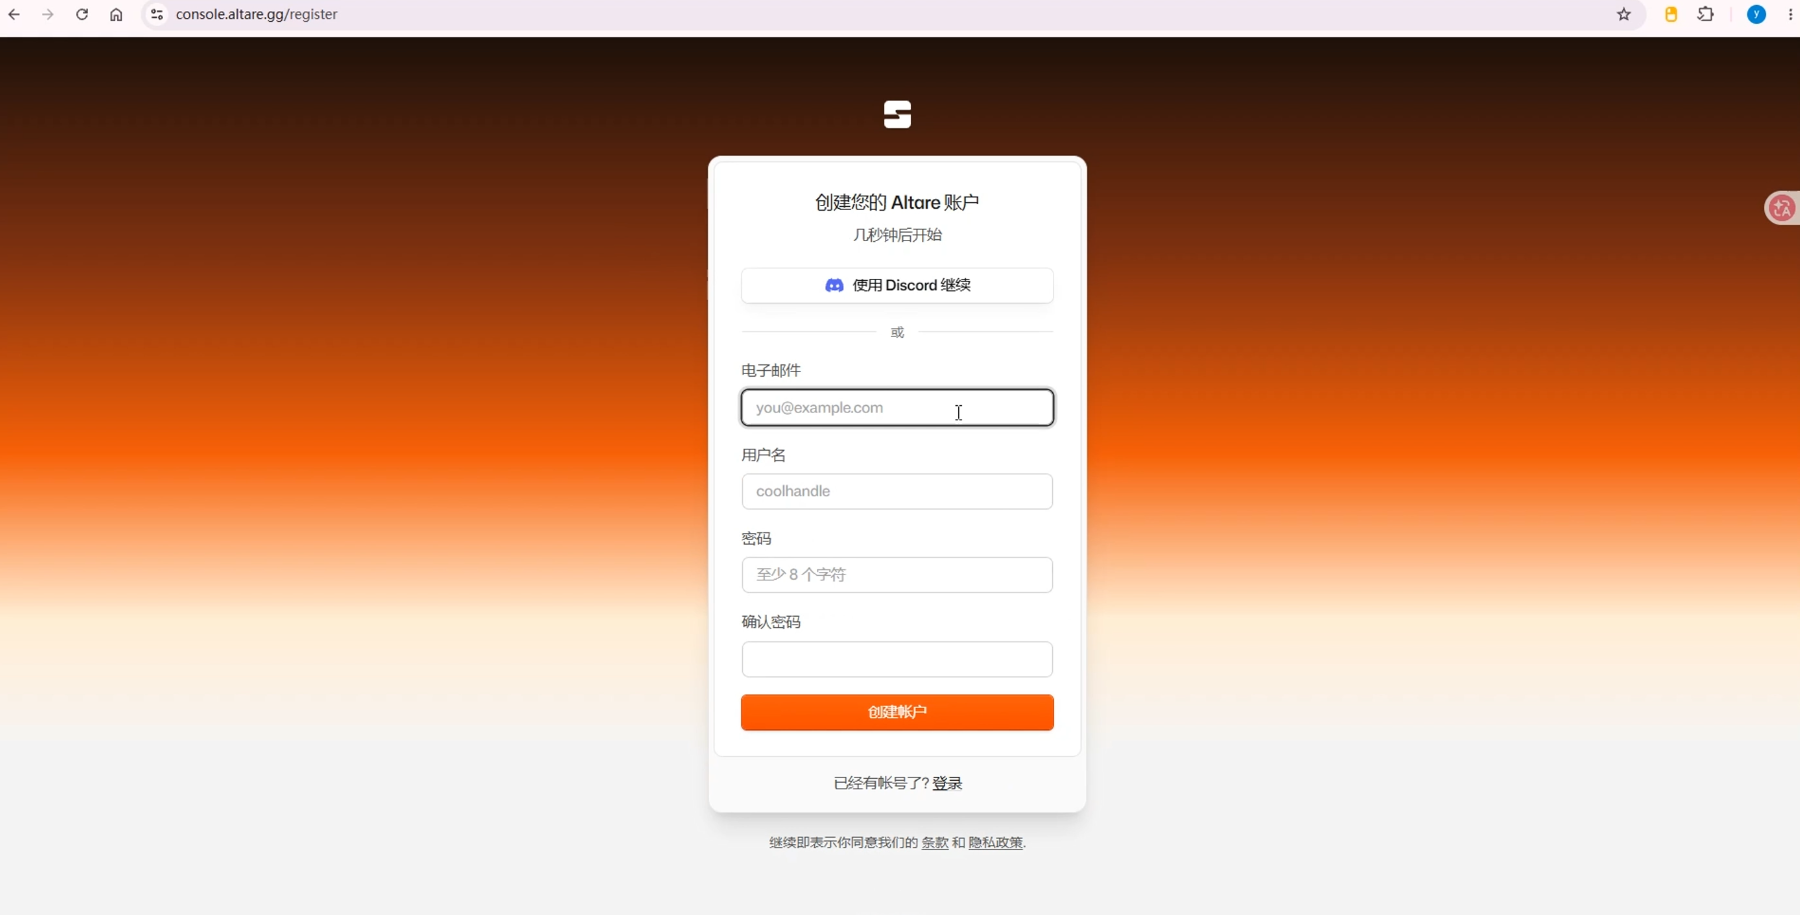 console.altare.gg/register
y
创建您的 Altare 账户
几秒钟后开始
使用 Discord 继续
或
电子邮件
you@example.com
用户名
coolhandle
密码
至少 8 个字符
确认密码
创建帐户
已经有帐号了? 登录
继续即表示你同意我们的 条款 和 隐私政策.